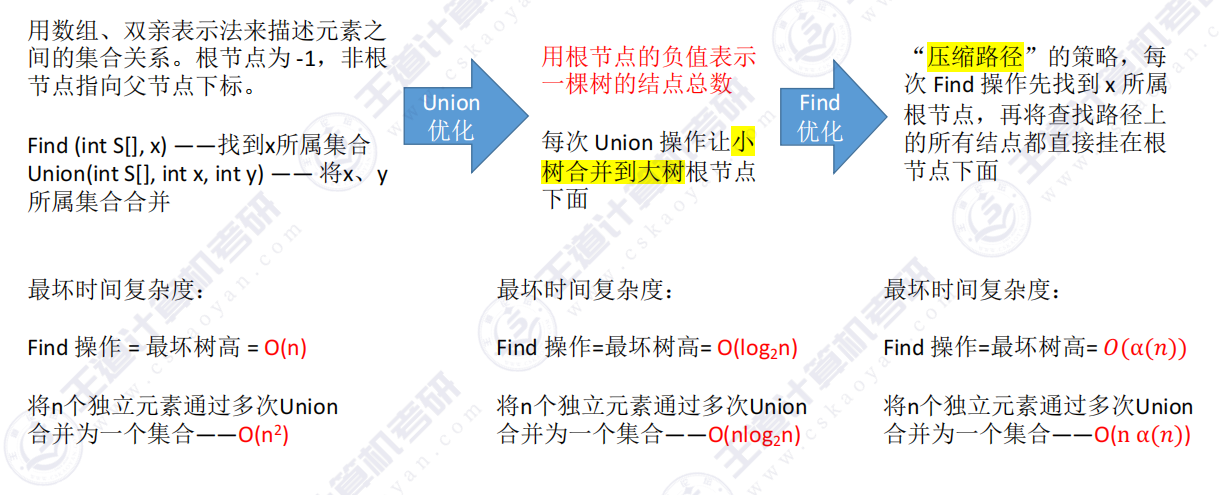 用数组、双亲表示法来描述元素之
间的集合关系。根节点为 -1，非根
节点指向父节点下标。
Find (int S[], x) ——找到x所属集合
Union(int S[], int x, int y) —— 将x、y
所属集合合并
最坏时间复杂度：
Find 操作 = 最坏树高 = O(n)
将n个独立元素通过多次Union
合并为一个集合——O(n²)
Union
优化
用根节点的负值表示
一棵树的结点总数
每次 Union 操作让小
树合并到大树根节点
下面
最坏时间复杂度：
Find 操作=最坏树高= O(log₂n)
将n个独立元素通过多次Union
合并为一个集合——O(nlog₂n)
Find
优化
“压缩路径”的策略，每
次 Find 操作先找到 x 所属
根节点，再将查找路径上
的所有结点都直接挂在根
节点下面
最坏时间复杂度：
Find 操作=最坏树高= O(α(n))
将n个独立元素通过多次Union
合并为一个集合——O(n α(n))
王道计算机考研
www.cskaoyan.com